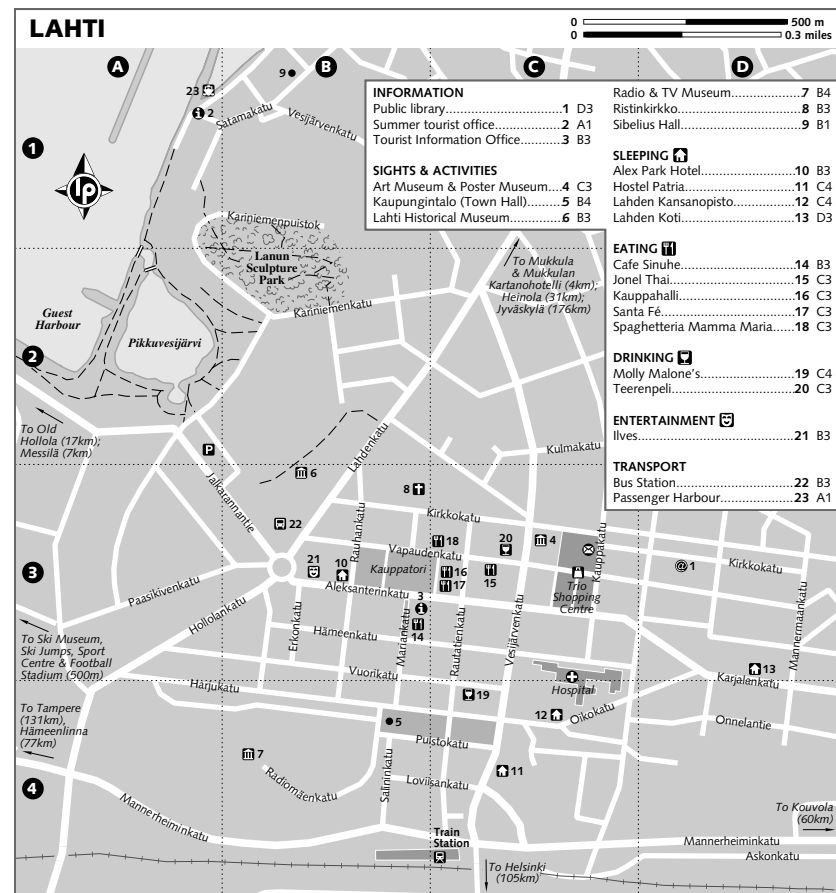 LAHTI
0 500 m
0 0.3 miles
A
B
C
D
1
2
3
4
lp
INFORMATION
Public library....................1 D3
Summer tourist office..........2 A1
Tourist Information Office....3 B3
SIGHTS & ACTIVITIES
Art Museum & Poster Museum....4 C3
Kaupungintalo (Town Hall)......5 B4
Lahti Historical Museum..........6 B3
Radio & TV Museum..........7 B4
Ristinkirkko..........8 B3
Sibelius Hall..........9 B1
SLEEPING
Alex Park Hotel..........10 B3
Hostel Patria..........11 C4
Lahden Kansanopisto..........12 C4
Lahden Koti..........13 D3
EATING
Cafe Sinuhe..........14 B3
Jonel Thai..........15 C3
Kauppahalli..........16 C3
Santa Fé..........17 C3
Spaghetteria Mamma Maria..18 C3
DRINKING
Molly Malone's..........19 C4
Teerenpeli..........20 C3
ENTERTAINMENT
Ilves..........21 B3
TRANSPORT
Bus Station..........22 B3
Passenger Harbour..........23 A1
9
23
2
Satamakatu
Vesijärvenkatu
Kariniemenpuistok
Lanun
Sculpture
Park
Kariniemenkatu
To Mukkula
& Mukkulan
Kartanohotelli (4km);
Heinola (31km);
Jyväskylä (176km)
Guest
Harbour
Pikkuvesijärvi
To Old
Hollola (17km);
Messilä (7km)
P
Jalkarannantie
Lahdenkatu
Kulmakatu
6
8
22
Kirkkokatu
Rauhankatu
18
20
4
Kauppakatu
Vapaudenkatu
21
10
Kauppatori
16
17
15
Trio
Shopping
Centre
@ 1
Kirkkokatu
Paasikivenkatu
Aleksanterinkatu
3
Hollolankatu
Erkonkatu
Hämeenkatu
Mariankatu
14
Rautatienkatu
Vesijärvenkatu
Mannermaänkatu
To Ski Museum,
Ski Jumps, Sport
Centre & Football
Stadium (500m)
Vuorikatu
Harjukatu
Hospital
13
Karjalankatu
19
To Tampere
(131km),
Hämeenlinna
(77km)
5
12
Oikokatu
Onnelantie
Puistokatu
7
Radiomäenkatu
Salininkatu
Loviisankatu
11
Mannerheiminkatu
Train
Station
To Kouvola
(60km)
Mannerheiminkatu
Askonkatu
To Helsinki
(105km)